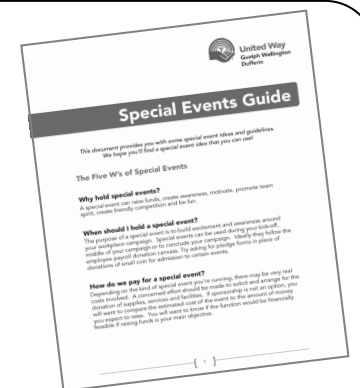 United Way
Guelph Wellington
Dufferin
Special Events Guide
This document provides you with some special event ideas and guidelines.
We hope you'll find a special event idea that you can use!
The Five W's of Special Events
Why hold special events?
A special event can raise funds, create awareness, motivate, promote team
spirit, create friendly competition and be fun.
When should I hold a special event?
The purpose of a special event is to build excitement and awareness around
your workplace campaign. Special events can be used during your kick-off,
middle of your campaign or to conclude your campaign. Ideally they follow the
employee payroll donation canvass. Try asking for pledge forms in place of
donations of small coin for admission to certain events.
How do we pay for a special event?
Depending on the kind of special event you're running, there may be very real
costs involved. A concerted effort should be made to solicit and arrange for the
donation of supplies, services and facilities. If sponsorship is not an option, you
will want to compare the estimated cost of the event to the amount of money
you expect to raise. You will want to know if the function would be financially
feasible if raising funds is your main objective.
1